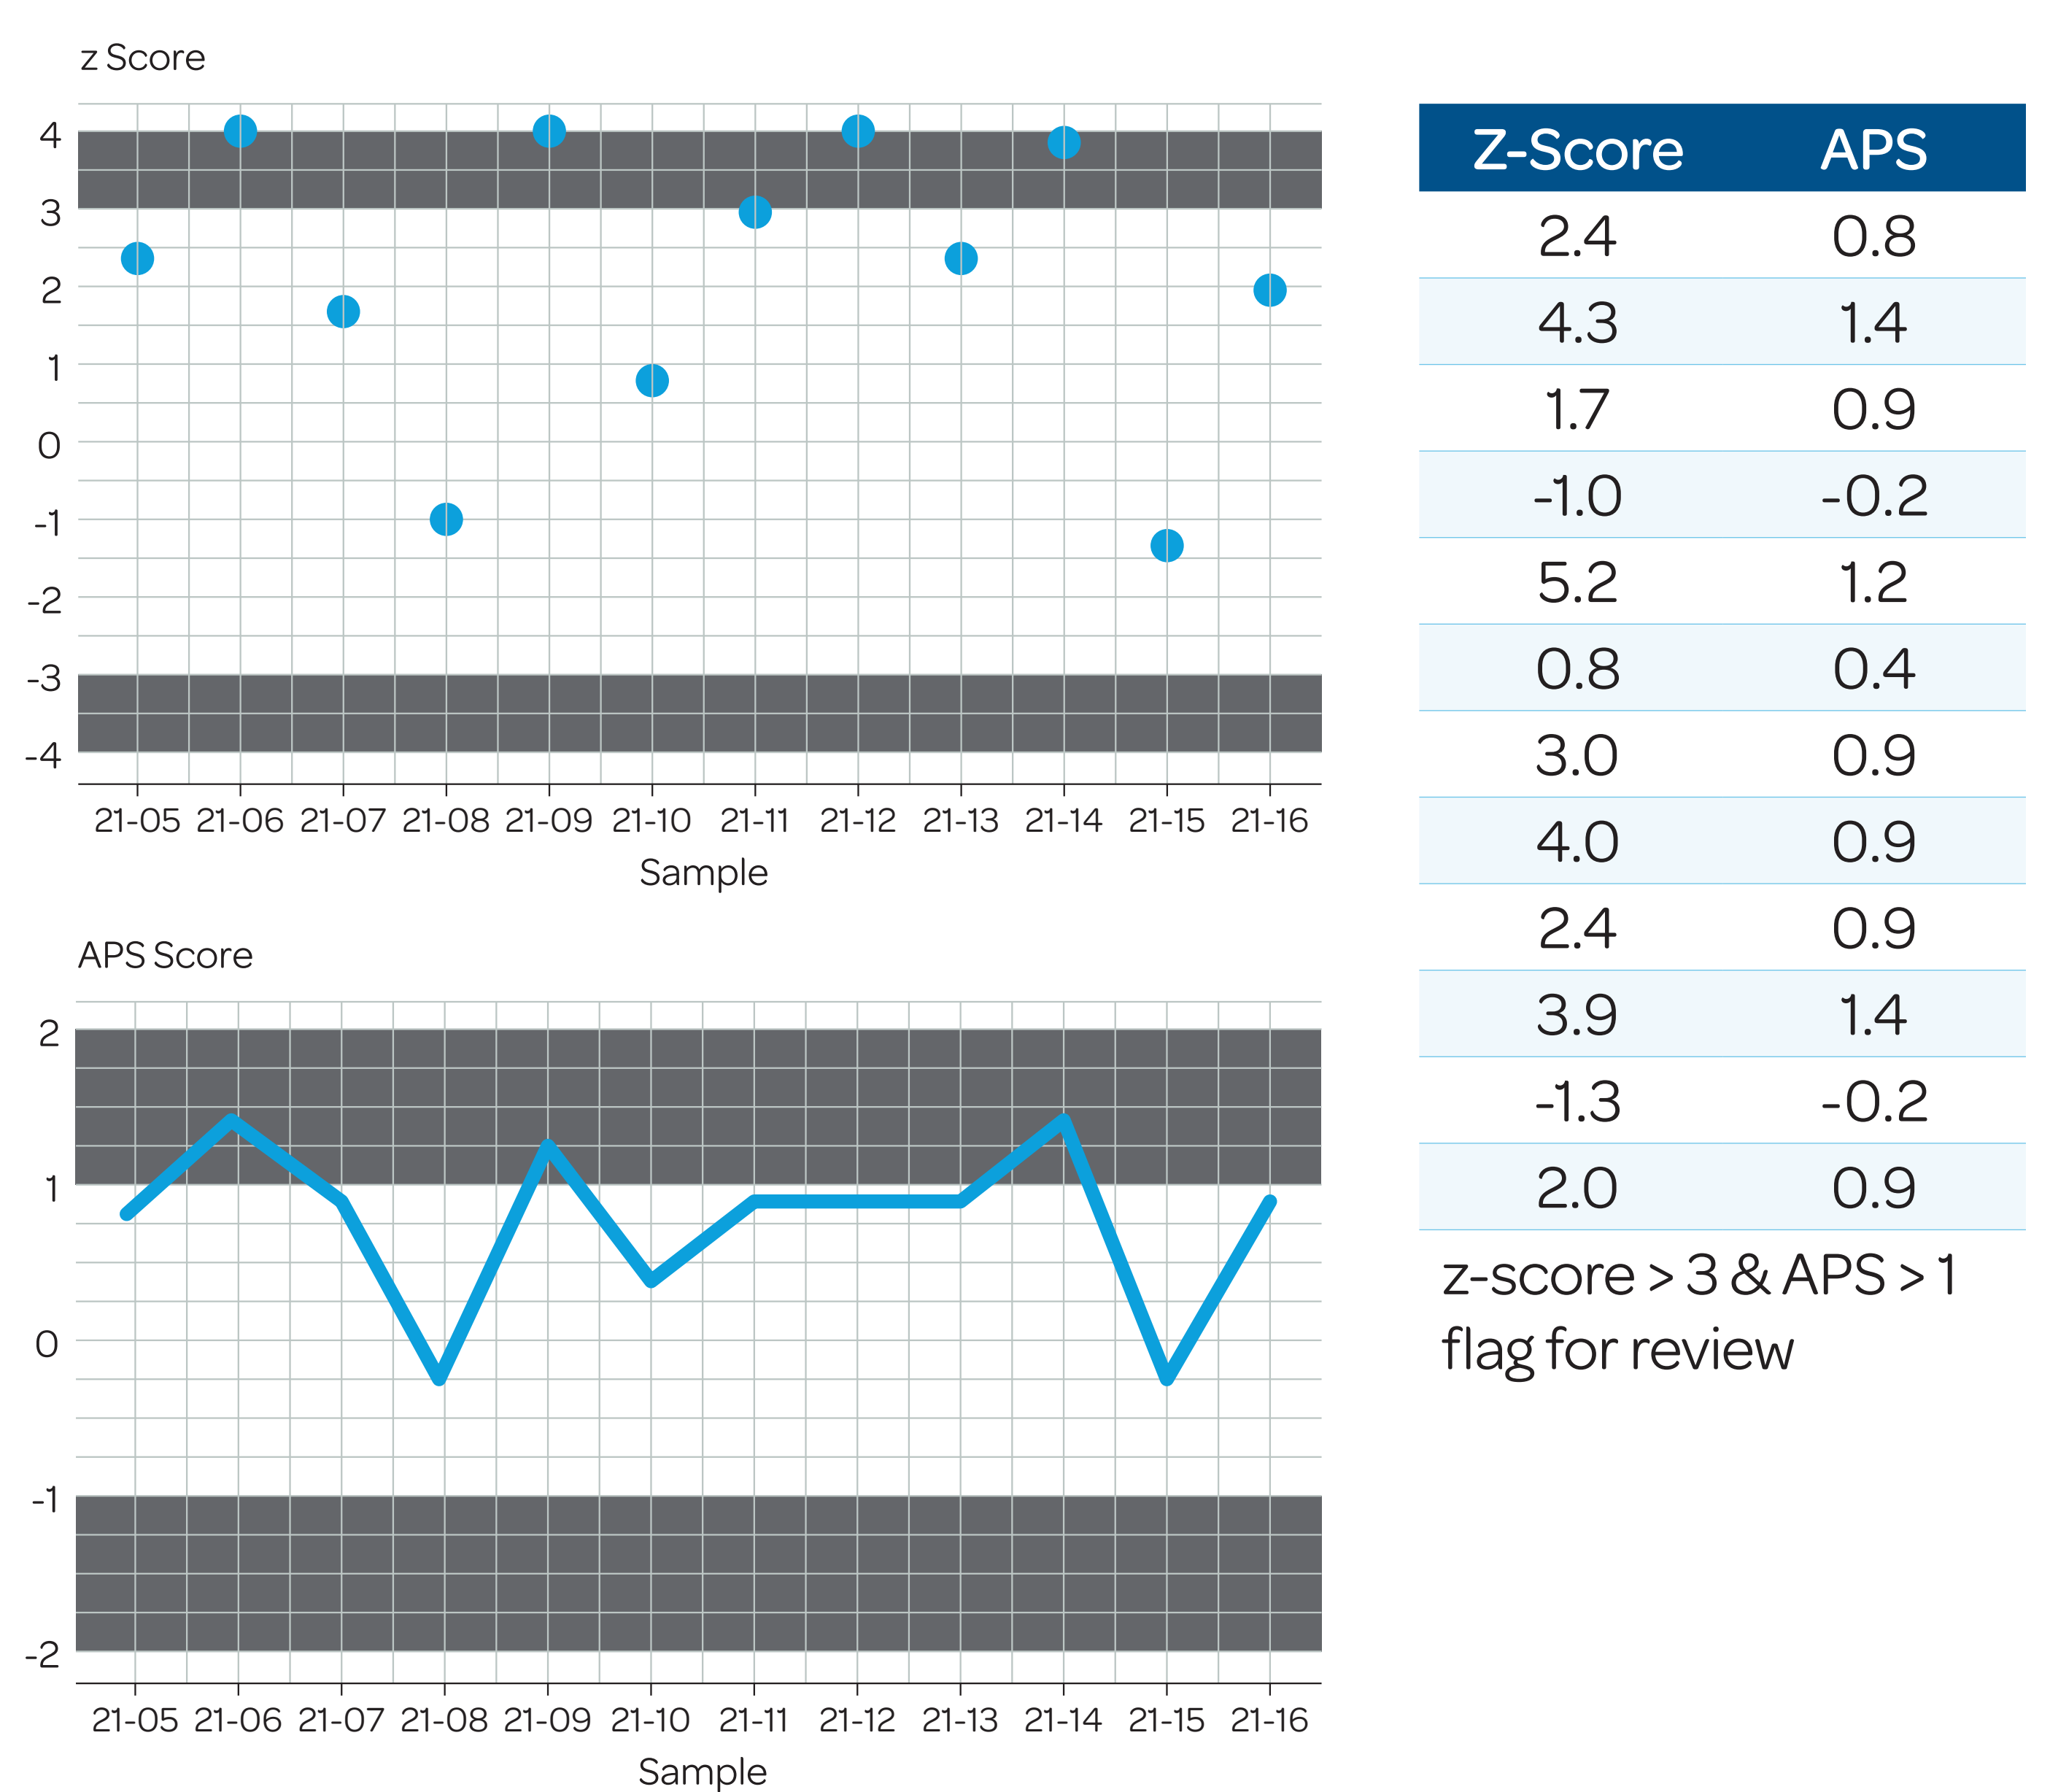 z Score
4
3
2
1
0
-1
-2
-3
-4
21-05 21-06 21-07 21-08 21-09 21-10 21-11 21-12 21-13 21-14 21-15 21-16
Sample
APS Score
2
1
0
-1
-2
21-05 21-06 21-07 21-08 21-09 21-10 21-11 21-12 21-13 21-14 21-15 21-16
Sample
Z-Score APS
2.4 0.8
4.3 1.4
1.7 0.9
-1.0 -0.2
5.2 1.2
0.8 0.4
3.0 0.9
4.0 0.9
2.4 0.9
3.9 1.4
-1.3 -0.2
2.0 0.9
z-score > 3 & APS > 1
flag for review